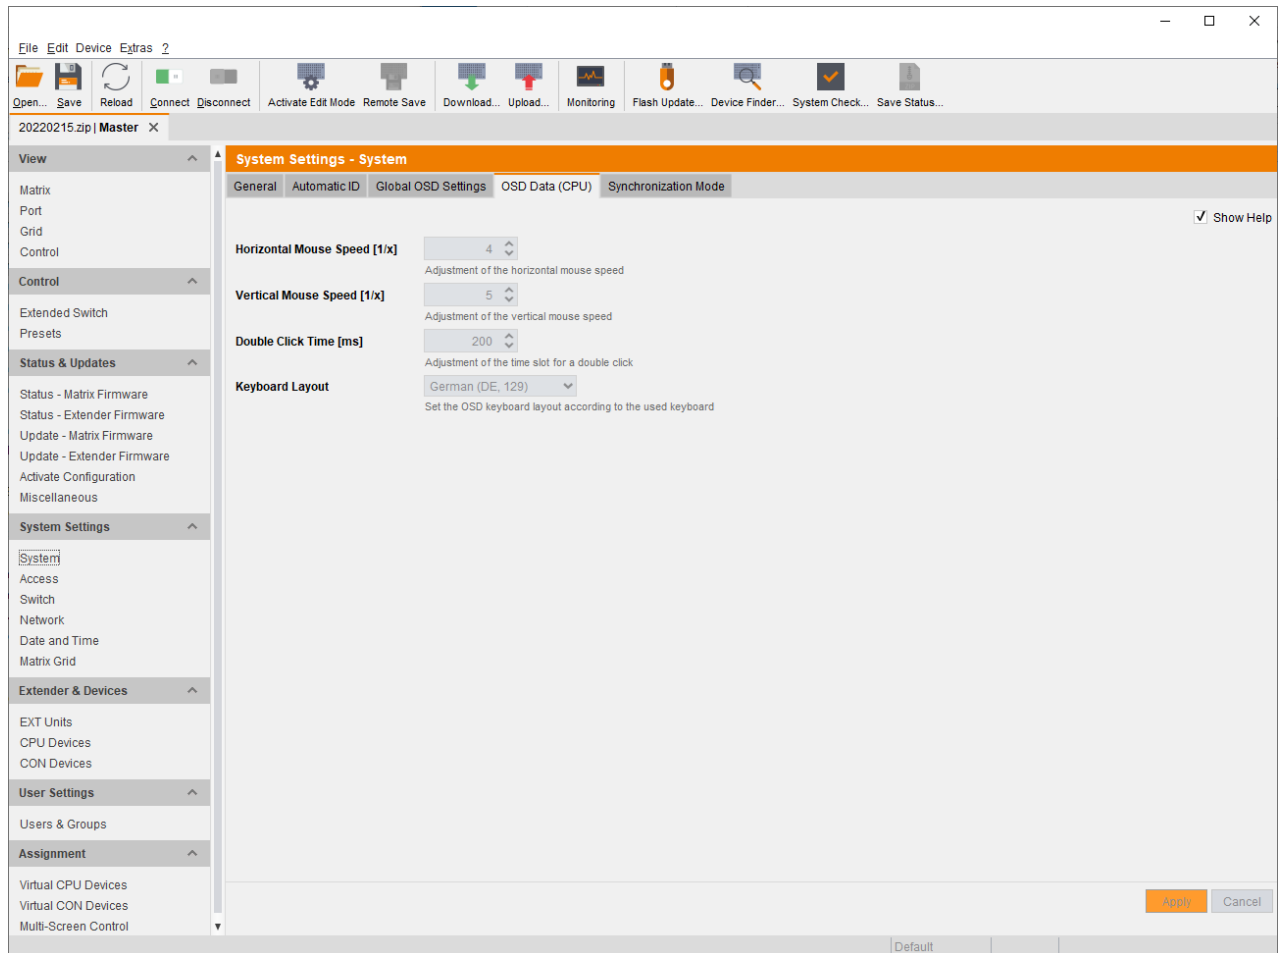 File Edit Device Extras ?
Open... Save Reload Connect Disconnect Activate Edit Mode Remote Save Download... Upload... Monitoring Flash Update... Device Finder... System Check... Save Status...
20220215.zip | Master
View
Matrix
Port
Grid
Control
Control
Extended Switch
Presets
Status & Updates
Status - Matrix Firmware
Status - Extender Firmware
Update - Matrix Firmware
Update - Extender Firmware
Activate Configuration
Miscellaneous
System Settings
System
Access
Switch
Network
Date and Time
Matrix Grid
Extender & Devices
EXT Units
CPU Devices
CON Devices
User Settings
Users & Groups
Assignment
Virtual CPU Devices
Virtual CON Devices
Multi-Screen Control
System Settings - System
General Automatic ID Global OSD Settings OSD Data (CPU) Synchronization Mode
Show Help
Horizontal Mouse Speed [1/x] 4
Adjustment of the horizontal mouse speed
Vertical Mouse Speed [1/x] 5
Adjustment of the vertical mouse speed
Double Click Time [ms] 200
Adjustment of the time slot for a double click
Keyboard Layout German (DE, 129)
Set the OSD keyboard layout according to the used keyboard
Apply Cancel
Default